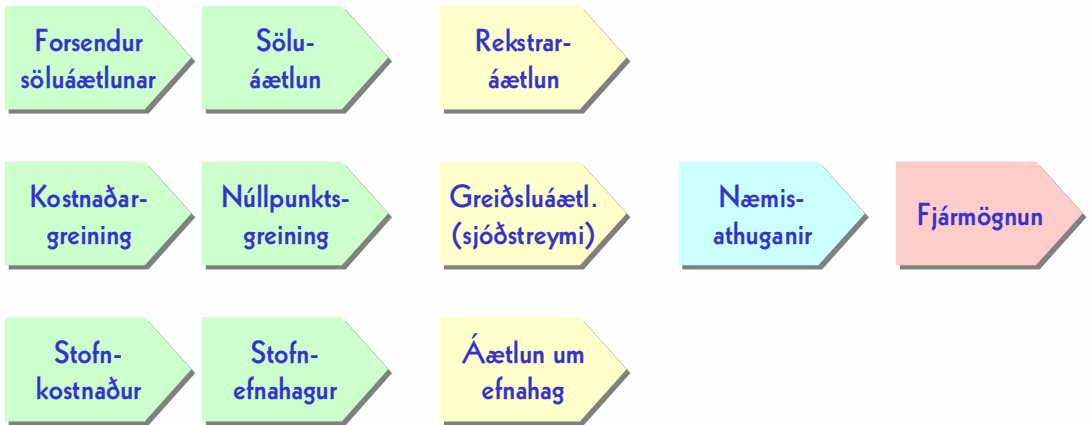 Forsendur
söluáætlunar
Sölu-
áætlun
Rekstrar-
áætlun
Kostnaðar-
greining
Núllpunkts-
greining
Greiðsluáætl.
(sjóðstreymi)
Næmis-
athuganir
Fjármögnun
Stofn-
kostnaður
Stofn-
efnahagur
Áætlun um
efnahag